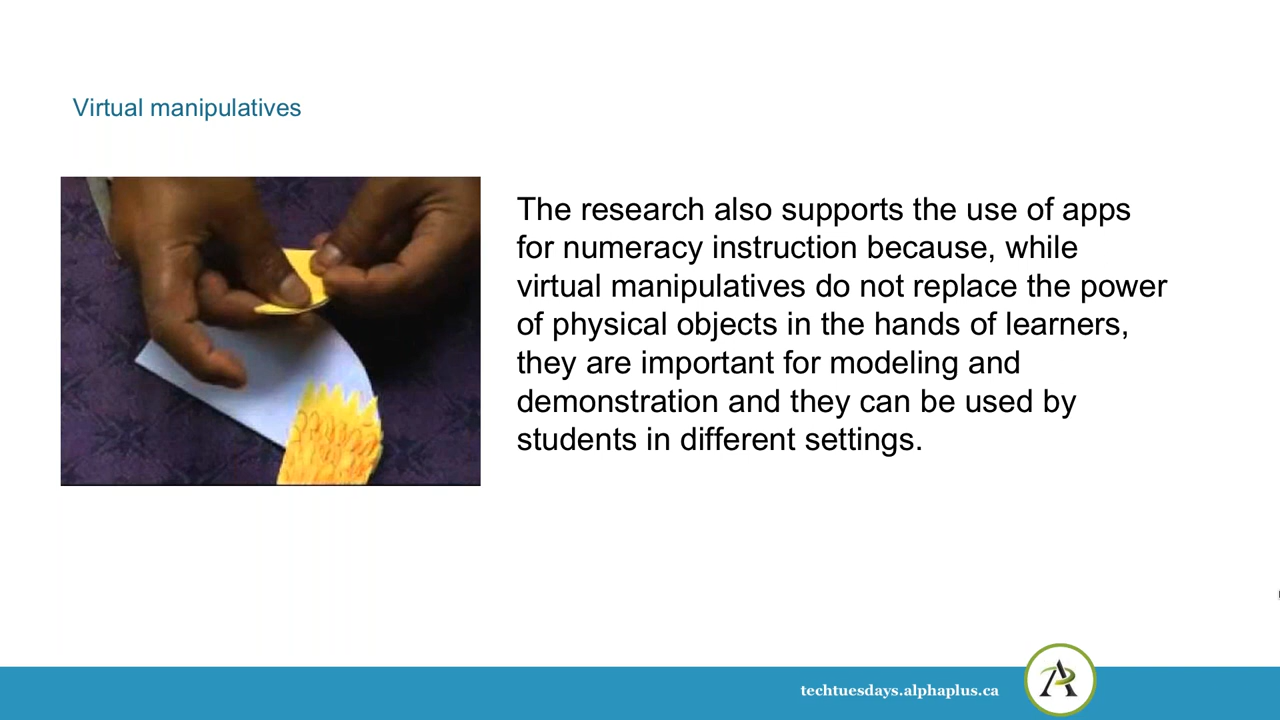 Virtual manipulatives
The research also supports the use of apps
for numeracy instruction because, while
virtual manipulatives do not replace the power
of physical objects in the hands of learners,
they are important for modeling and
demonstration and they can be used by
students in different settings.
techtuesdays.alphaplus.ca